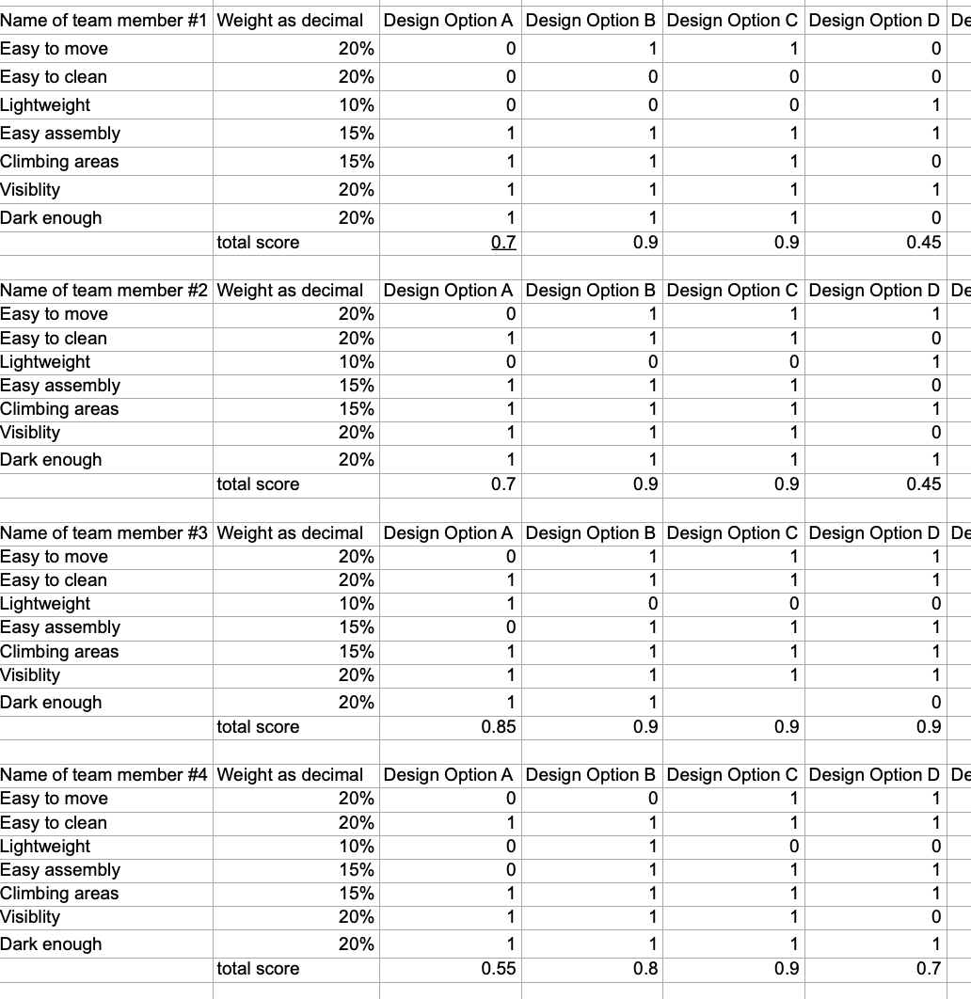 Name of team member #1 Weight as decimal Design Option A Design Option B Design Option C Design Option D De
Easy to move 20% 0 1 1 0
Easy to clean 20% 0 0 0 0
Lightweight 10% 0 0 0 1
Easy assembly 15% 1 1 1 1
Climbing areas 15% 1 1 1 0
Visiblity 20% 1 1 1 1
Dark enough 20% 1 1 1 0
total score 0.7 0.9 0.9 0.45
Name of team member #2 Weight as decimal Design Option A Design Option B Design Option C Design Option D De
Easy to move 20% 0 1 1 1
Easy to clean 20% 1 1 1 0
Lightweight 10% 0 0 0 1
Easy assembly 15% 1 1 1 0
Climbing areas 15% 1 1 1 1
Visiblity 20% 1 1 1 0
Dark enough 20% 1 1 1 1
total score 0.7 0.9 0.9 0.45
Name of team member #3 Weight as decimal Design Option A Design Option B Design Option C Design Option D De
Easy to move 20% 0 1 1 1
Easy to clean 20% 1 1 1 1
Lightweight 10% 1 0 0 0
Easy assembly 15% 0 1 1 1
Climbing areas 15% 1 1 1 1
Visiblity 20% 1 1 1 1
Dark enough 20% 1 1 0
total score 0.85 0.9 0.9 0.9
Name of team member #4 Weight as decimal Design Option A Design Option B Design Option C Design Option D De
Easy to move 20% 0 0 1 1
Easy to clean 20% 1 1 1 1
Lightweight 10% 0 1 0 0
Easy assembly 15% 0 1 1 1
Climbing areas 15% 1 1 1 1
Visiblity 20% 1 1 1 0
Dark enough 20% 1 1 1 1
total score 0.55 0.8 0.9 0.7